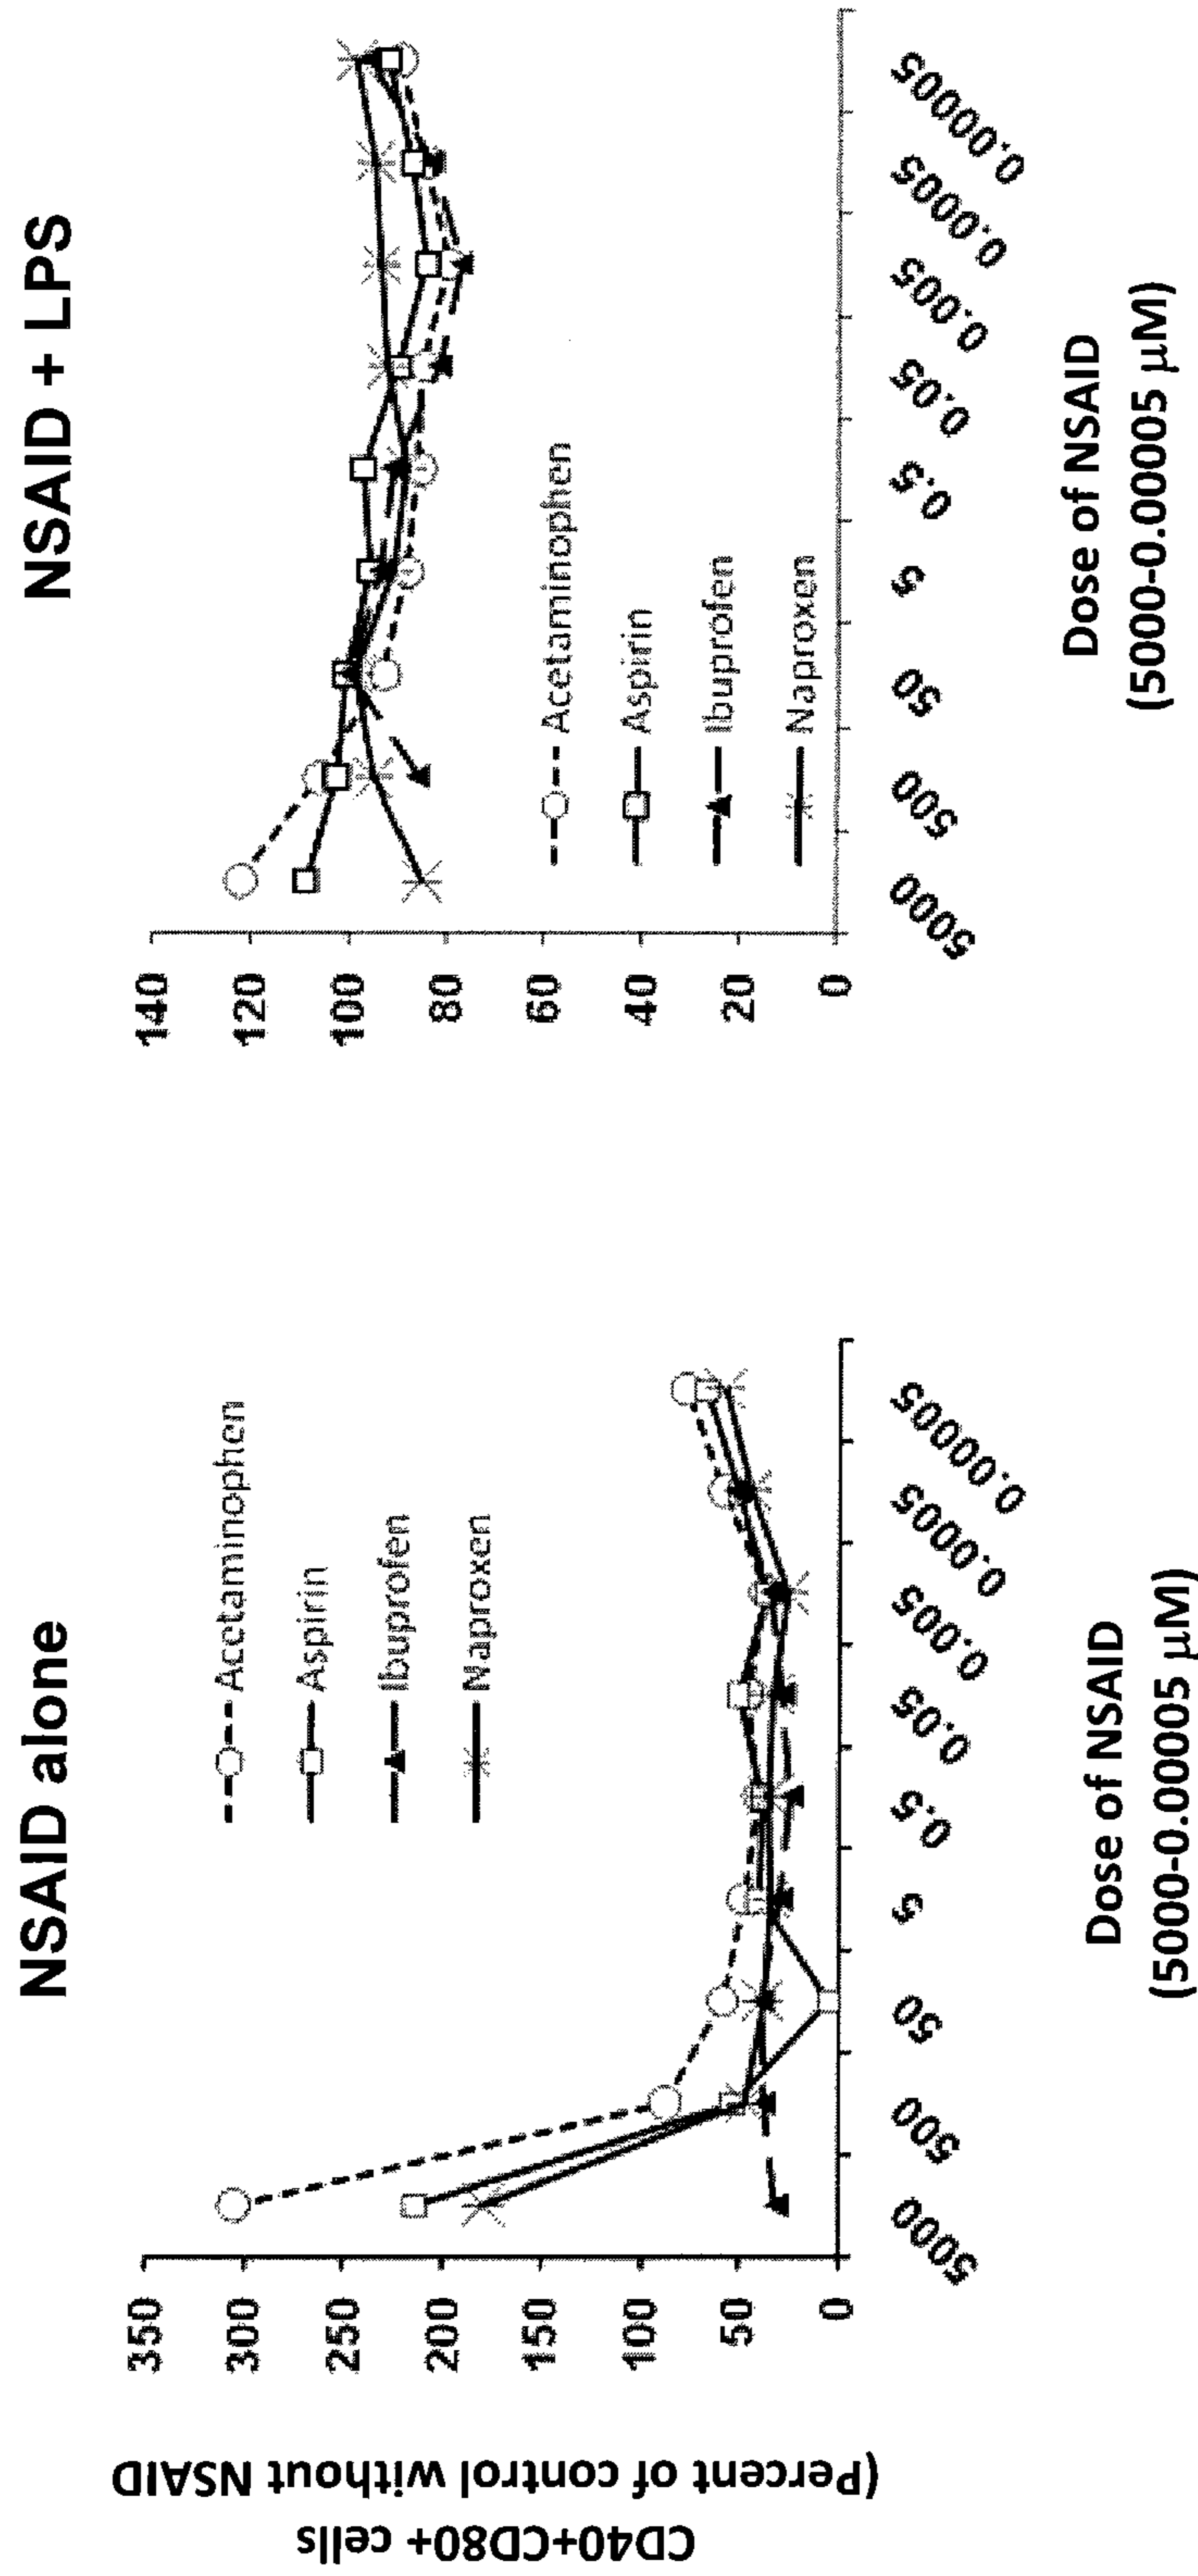 NSAID alone
CD40+CD80+ cells
(Percent of control without NSAID
350
300
250
200
150
100
50
0
Acetaminophen
Aspirin
Ibuprofen
Naproxen
5000
500
50
5
0.5
0.05
0.005
0.0005
0.00005
Dose of NSAID
(5000-0.00005 μM)
NSAID + LPS
140
120
100
80
60
40
20
0
Acetaminophen
Aspirin
Ibuprofen
Naproxen
5000
500
50
5
0.5
0.05
0.005
0.0005
0.00005
Dose of NSAID
(5000-0.00005 μM)